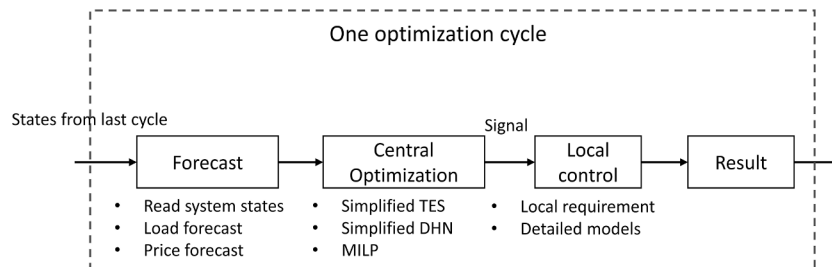 One optimization cycle
States from last cycle
Signal
Forecast
Central
Optimization
Local
control
Result
• Read system states
• Load forecast
• Price forecast
• Simplified TES
• Simplified DHN
• MILP
• Local requirement
• Detailed models